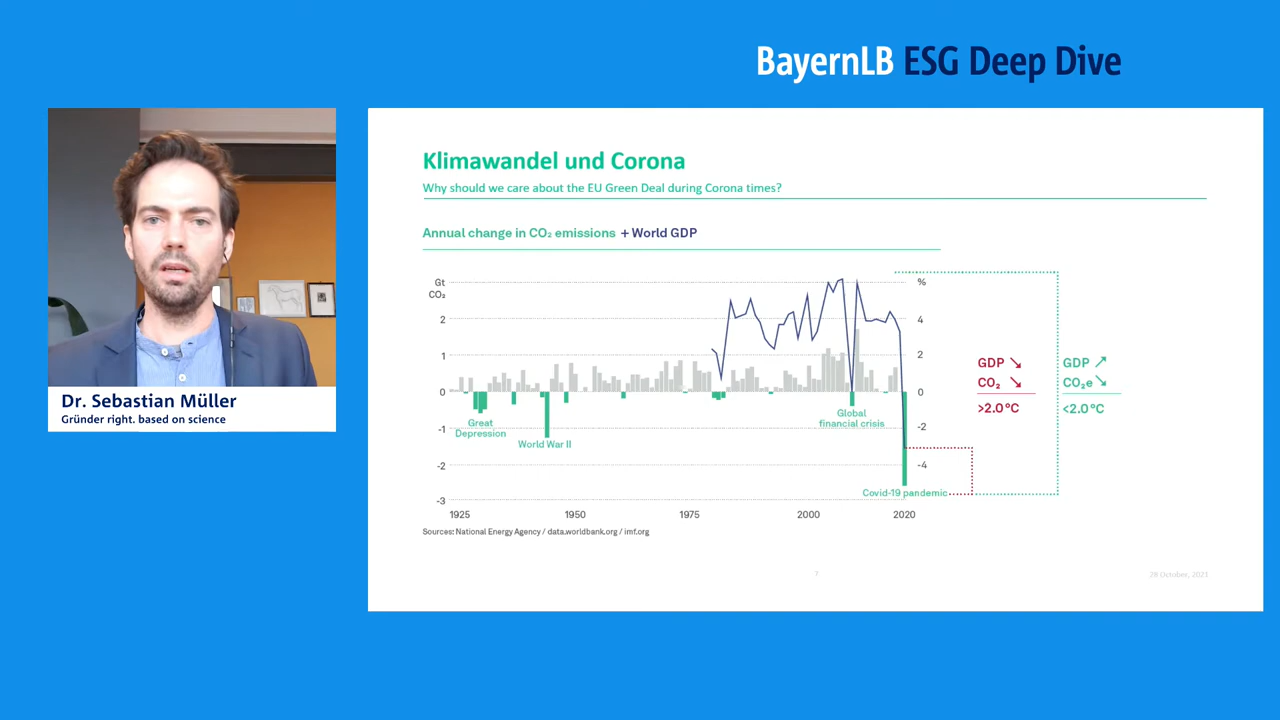 BayernLB ESG Deep Dive
Klimawandel und Corona
Why should we care about the EU Green Deal during Corona times?
Annual change in CO₂ emissions + World GDP
Gt
CO₂
2
1
0
-1
-2
-3
%
4
2
0
-2
-4
Great
Depression
World War II
Global
financial crisis
Covid-19 pandemic
1925 1950 1975 2000 2020
GDP ↘
CO₂ ↘
>2.0°C
GDP ↗
CO₂e ↘
<2.0°C
Sources: National Energy Agency / data.worldbank.org / imf.org
7
29 October, 2021
Dr. Sebastian Müller
Gründer right. based on science